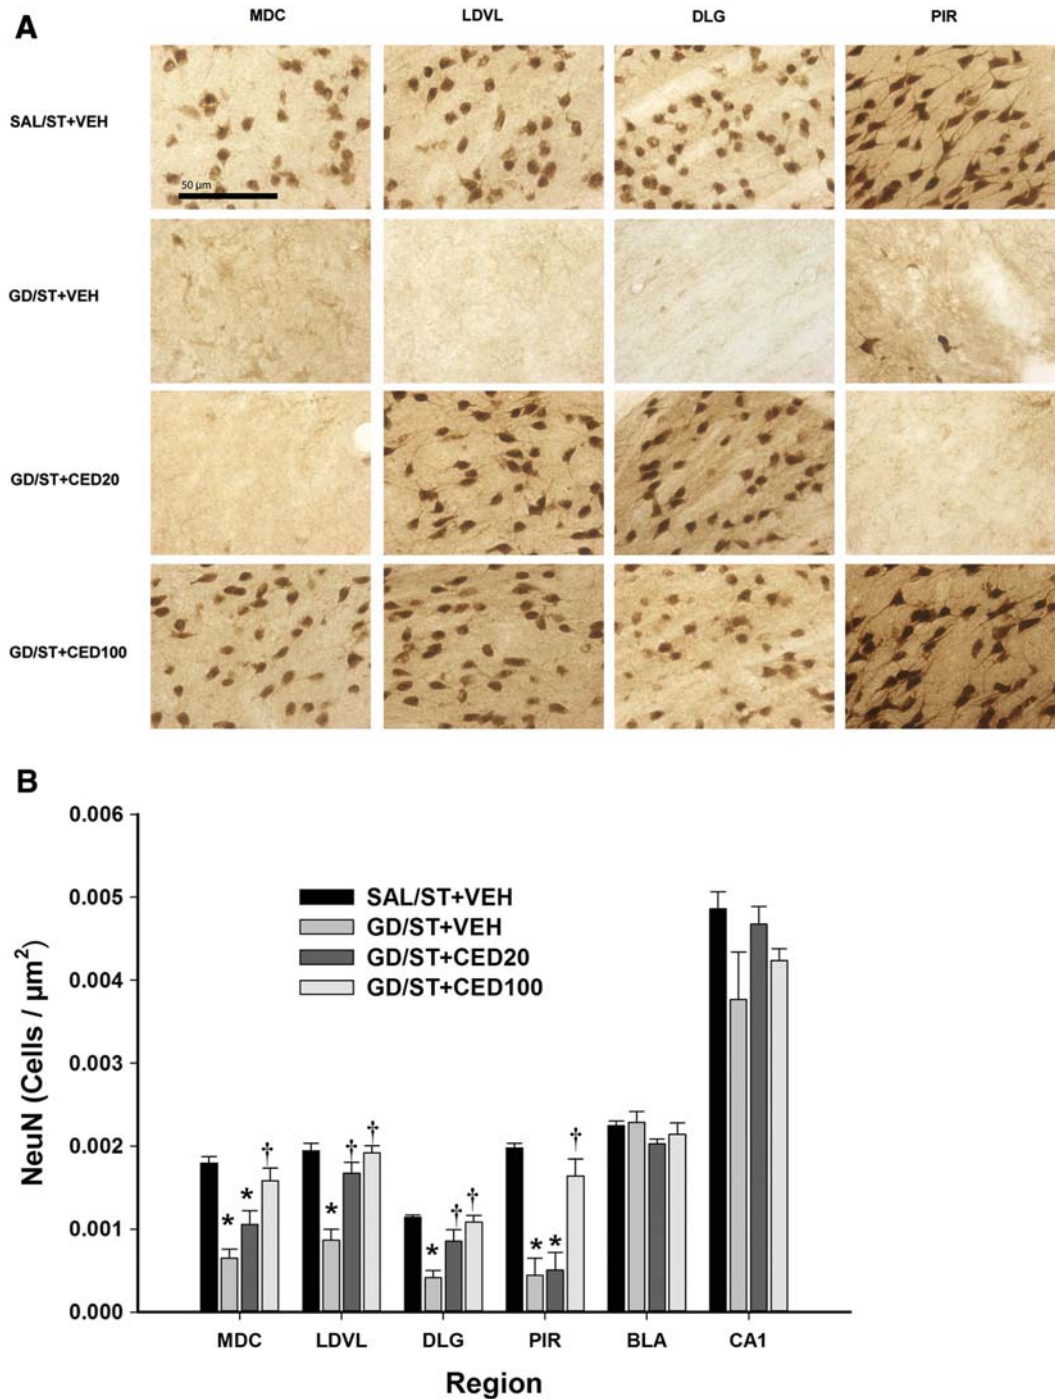 A
MDC LDVL DLG PIR
SAL/ST+VEH
50 µm
GD/ST+VEH
GD/ST+CED20
GD/ST+CED100
B
0.006
0.005
0.004
0.003
0.002
0.001
0.000
NeuN (Cells / µm²)
SAL/ST+VEH
GD/ST+VEH
GD/ST+CED20
GD/ST+CED100
* * †
* † †
* † †
* * †
MDC LDVL DLG PIR BLA CA1
Region